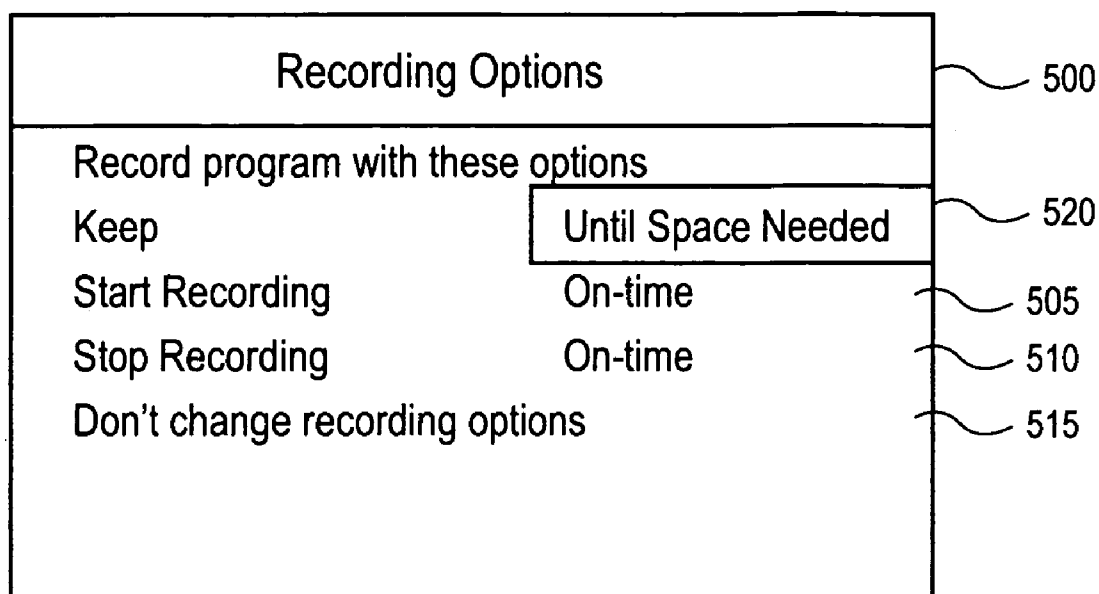 Recording Options 500
Record program with these options
Keep Until Space Needed 520
Start Recording On-time 505
Stop Recording On-time 510
Don't change recording options 515